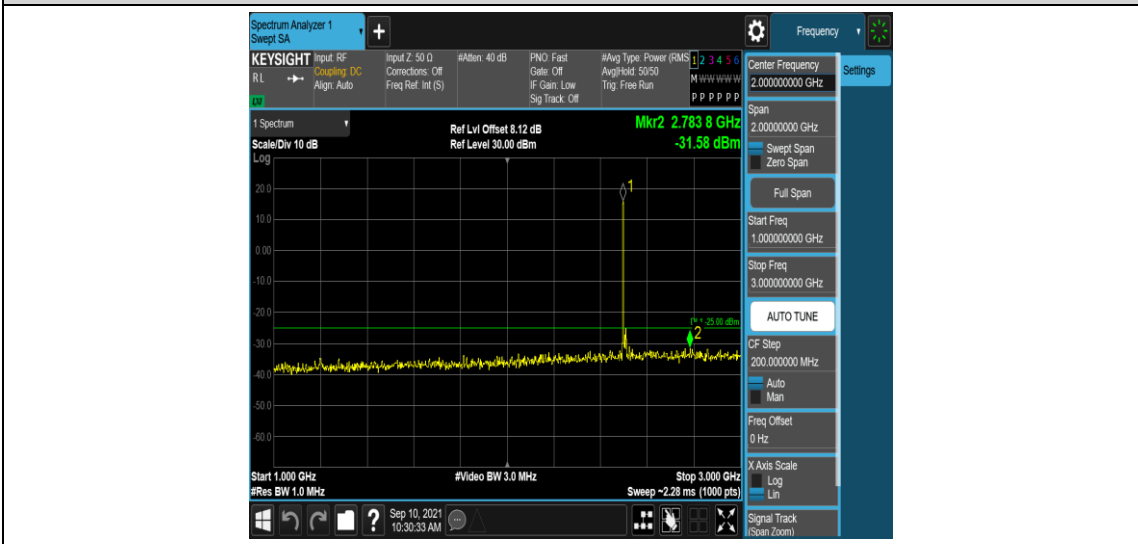 Spectrum Analyzer 1
Swept SA
Frequency
KEYSIGHT
RL
Input: RF
Coupling: DC
Align: Auto
Input Z: 50 Ω
Corrections: Off
Freq Ref: Int (S)
#Atten: 40 dB
PNO: Fast
Gate: Off
IF Gain: Low
Sig Track: Off
#Avg Type: Power (RMS
Avg|Hold: 50/50
Trig: Free Run
1 2 3 4 5 6
M W W W W W
P P P P P P
1 Spectrum
Scale/Div 10 dB
Log
Ref Lvl Offset 8.12 dB
Ref Level 30.00 dBm
Mkr2 2.783 8 GHz
-31.58 dBm
20.0
10.0
0.00
-10.0
-20.0
-30.0
-40.0
-50.0
-60.0
1
-25.00 dBm
2
Start 1.000 GHz
#Res BW 1.0 MHz
#Video BW 3.0 MHz
Stop 3.000 GHz
Sweep ~2.28 ms (1000 pts)
Sep 10, 2021
10:30:33 AM
Center Frequency
2.000000000 GHz
Settings
Span
2.00000000 GHz
Swept Span
Zero Span
Full Span
Start Freq
1.000000000 GHz
Stop Freq
3.000000000 GHz
AUTO TUNE
CF Step
200.000000 MHz
Auto
Man
Freq Offset
0 Hz
X Axis Scale
Log
Lin
Signal Track
(Span Zoom)